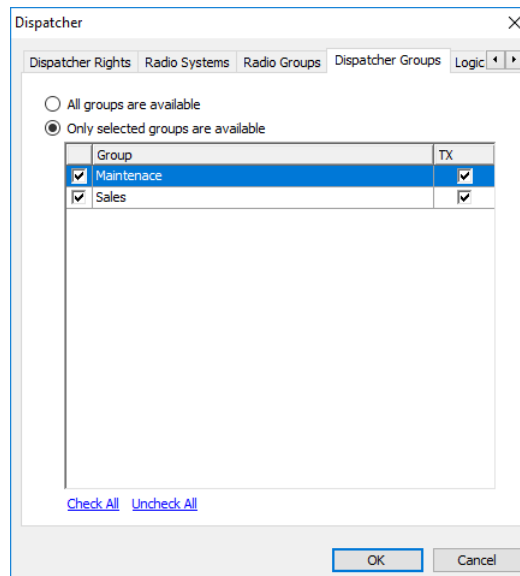 Dispatcher
Dispatcher Rights Radio Systems Radio Groups Dispatcher Groups Logic
All groups are available
Only selected groups are available
Group TX
Maintenace
Sales
Check All Uncheck All
OK Cancel